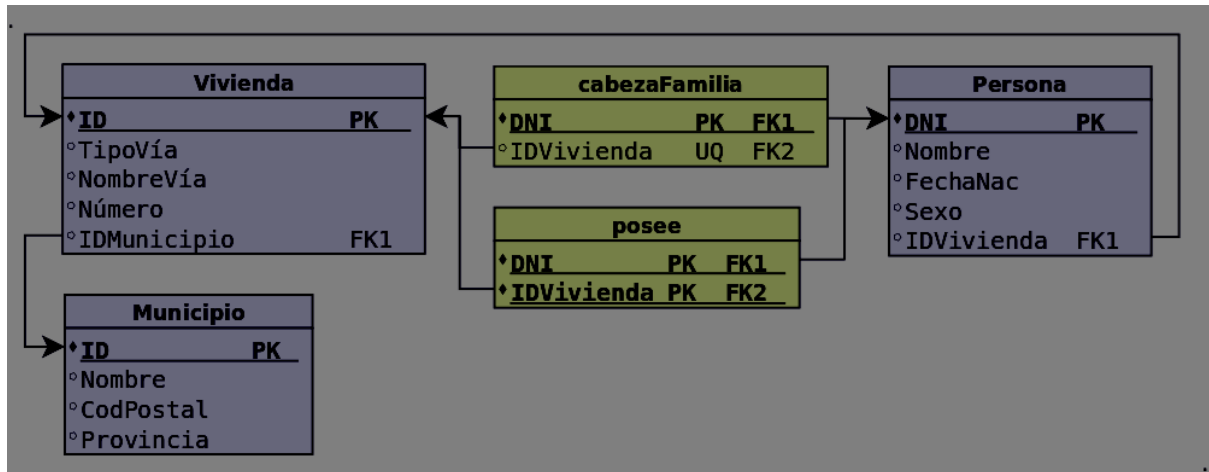 Vivienda
ID PK
TipoVía
NombreVía
Número
IDMunicipio FK1
cabezaFamilia
DNI PK FK1
IDVivienda UQ FK2
Persona
DNI PK
Nombre
FechaNac
Sexo
IDVivienda FK1
posee
DNI PK FK1
IDVivienda PK FK2
Municipio
ID PK
Nombre
CodPostal
Provincia